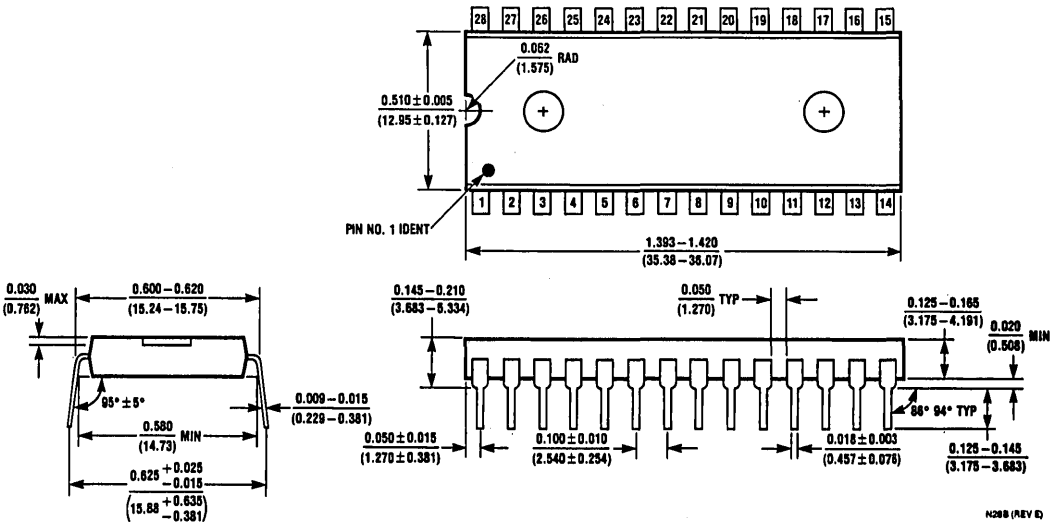 28 27 26 25 24 23 22 21 20 19 18 17 16 15
0.062
(1.575) RAD
0.510 ± 0.005
(12.95 ± 0.127)
1 2 3 4 5 6 7 8 9 10 11 12 13 14
PIN NO. 1 IDENT
1.393 – 1.420
(35.38 – 36.07)
0.030
(0.762) MAX
0.600 – 0.620
(15.24 – 15.75)
95° ± 5°
0.580
(14.73) MIN
0.009 – 0.015
(0.229 – 0.381)
0.625 + 0.025
– 0.015
(15.88 + 0.635
– 0.381)
0.145 – 0.210
(3.683 – 5.334)
0.050
(1.270) TYP
0.125 – 0.165
(3.175 – 4.191)
0.020
(0.508) MIN
86° 94° TYP
0.050 ± 0.015
(1.270 ± 0.381)
0.100 ± 0.010
(2.540 ± 0.254)
0.018 ± 0.003
(0.457 ± 0.076)
0.125 – 0.145
(3.175 – 3.683)
N28B (REV E)